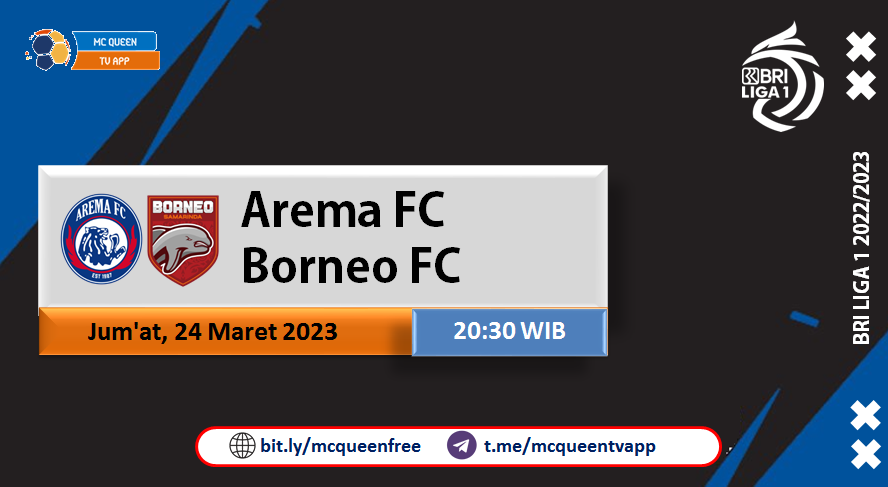 MC QUEEN
TV APP
BRI
LIGA 1
BRI LIGA 1 2022/2023
AREMA FC
EST 1987
BORNEO
SAMARINDA
Arema FC
Borneo FC
Jum'at, 24 Maret 2023
20:30 WIB
bit.ly/mcqueenfree
t.me/mcqueentvapp